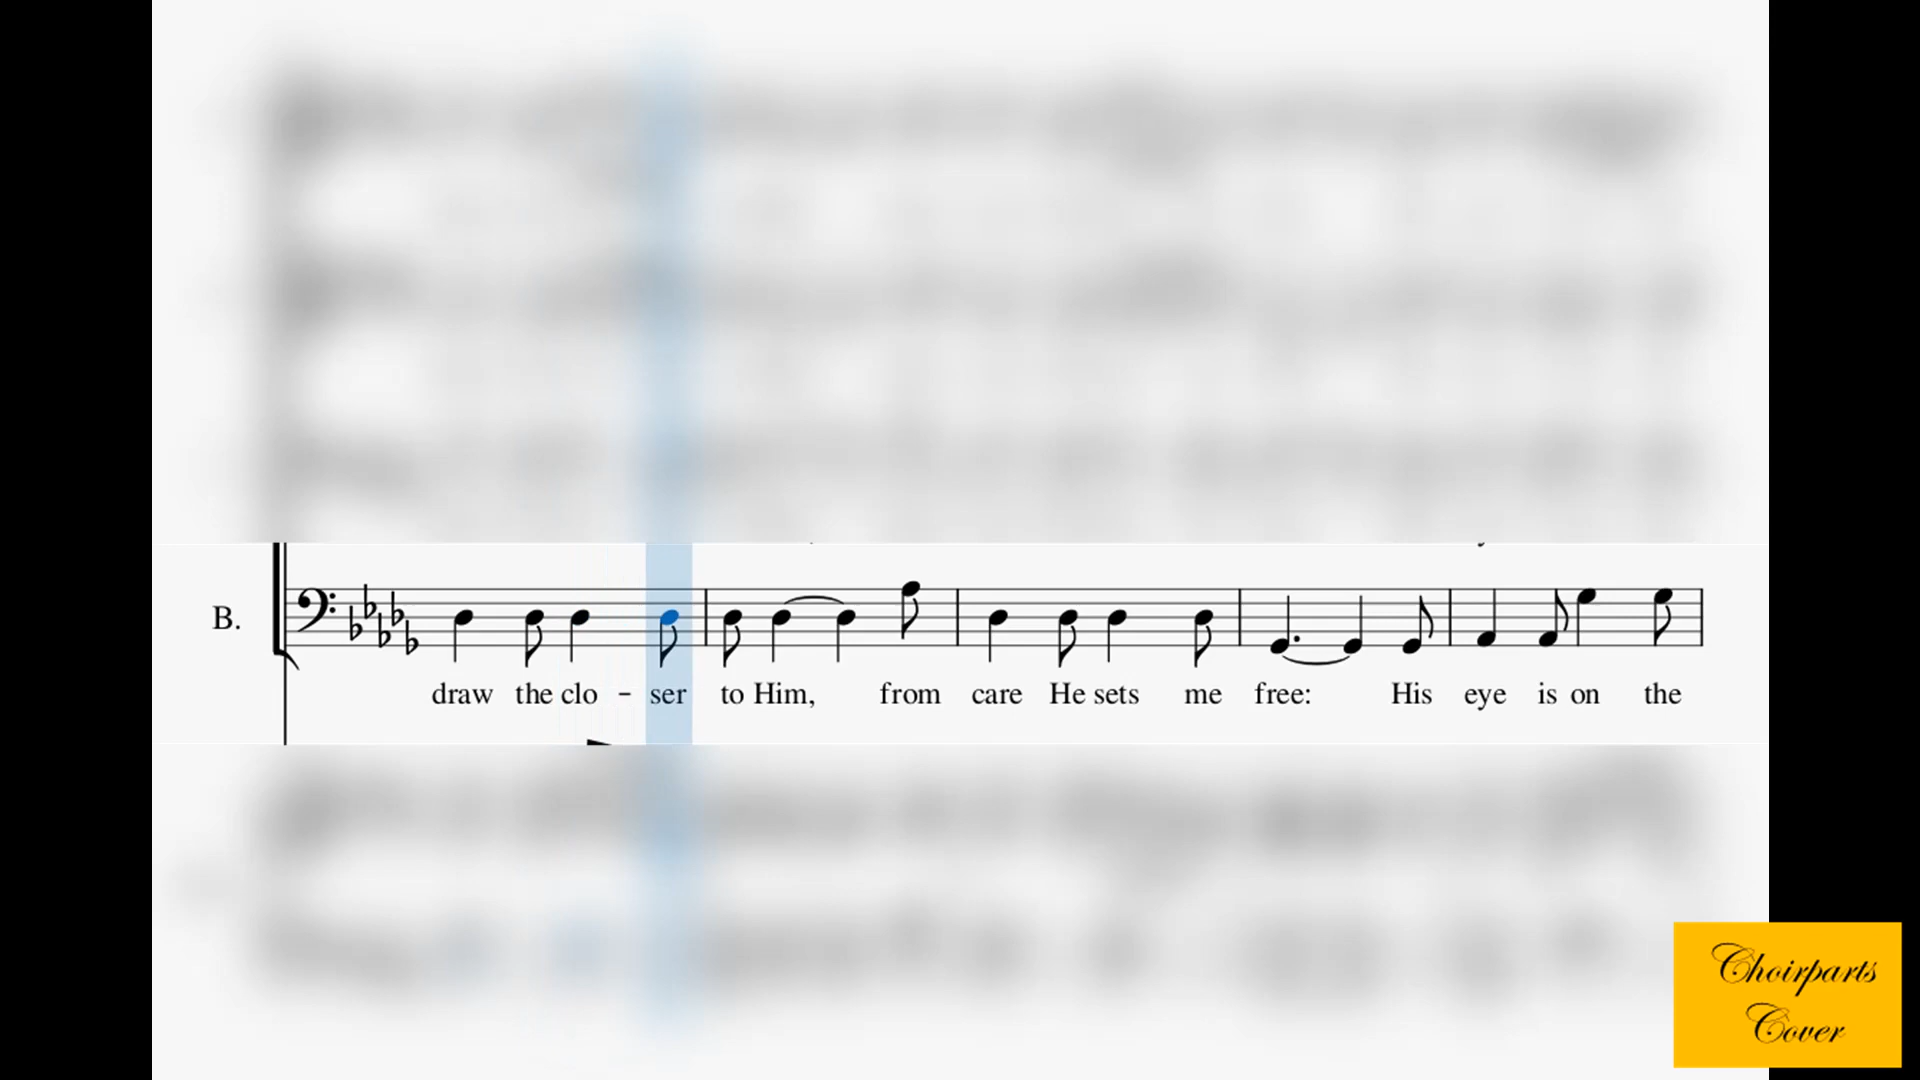 B.
draw the clo - ser to Him, from care He sets me free: His eye is on the
Choirparts
Cover